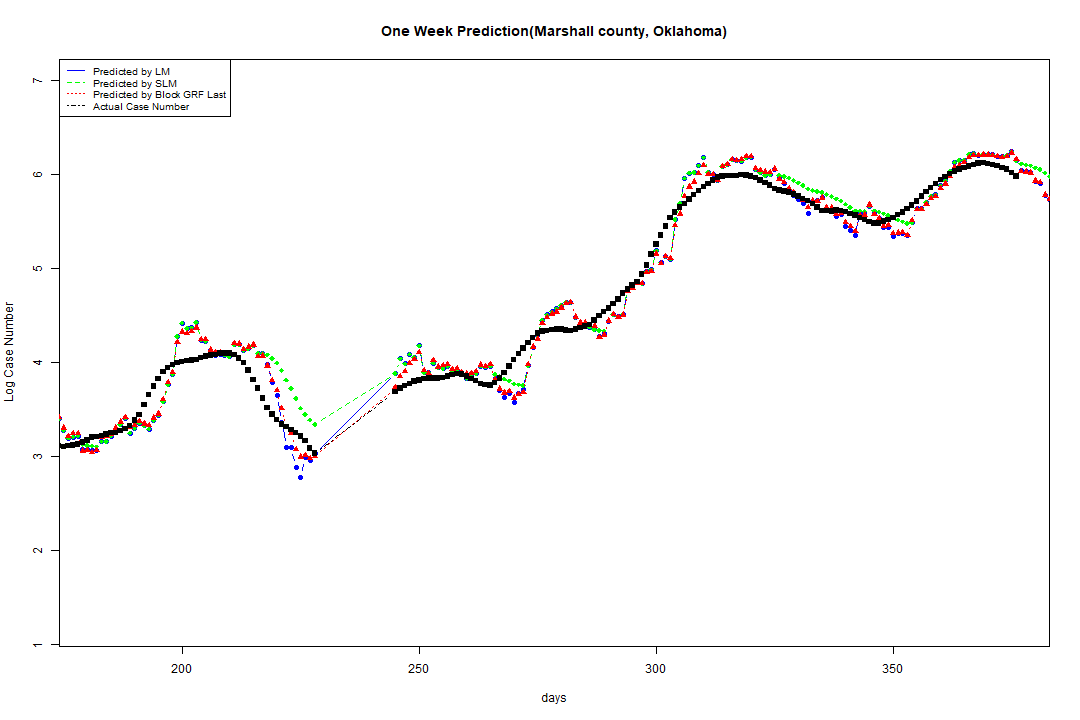 One Week Prediction(Marshall county, Oklahoma)
Predicted by LM
Predicted by SLM
Predicted by Block GRF Last
Actual Case Number
7
6
5
4
3
2
1
Log Case Number
200
250
300
350
days